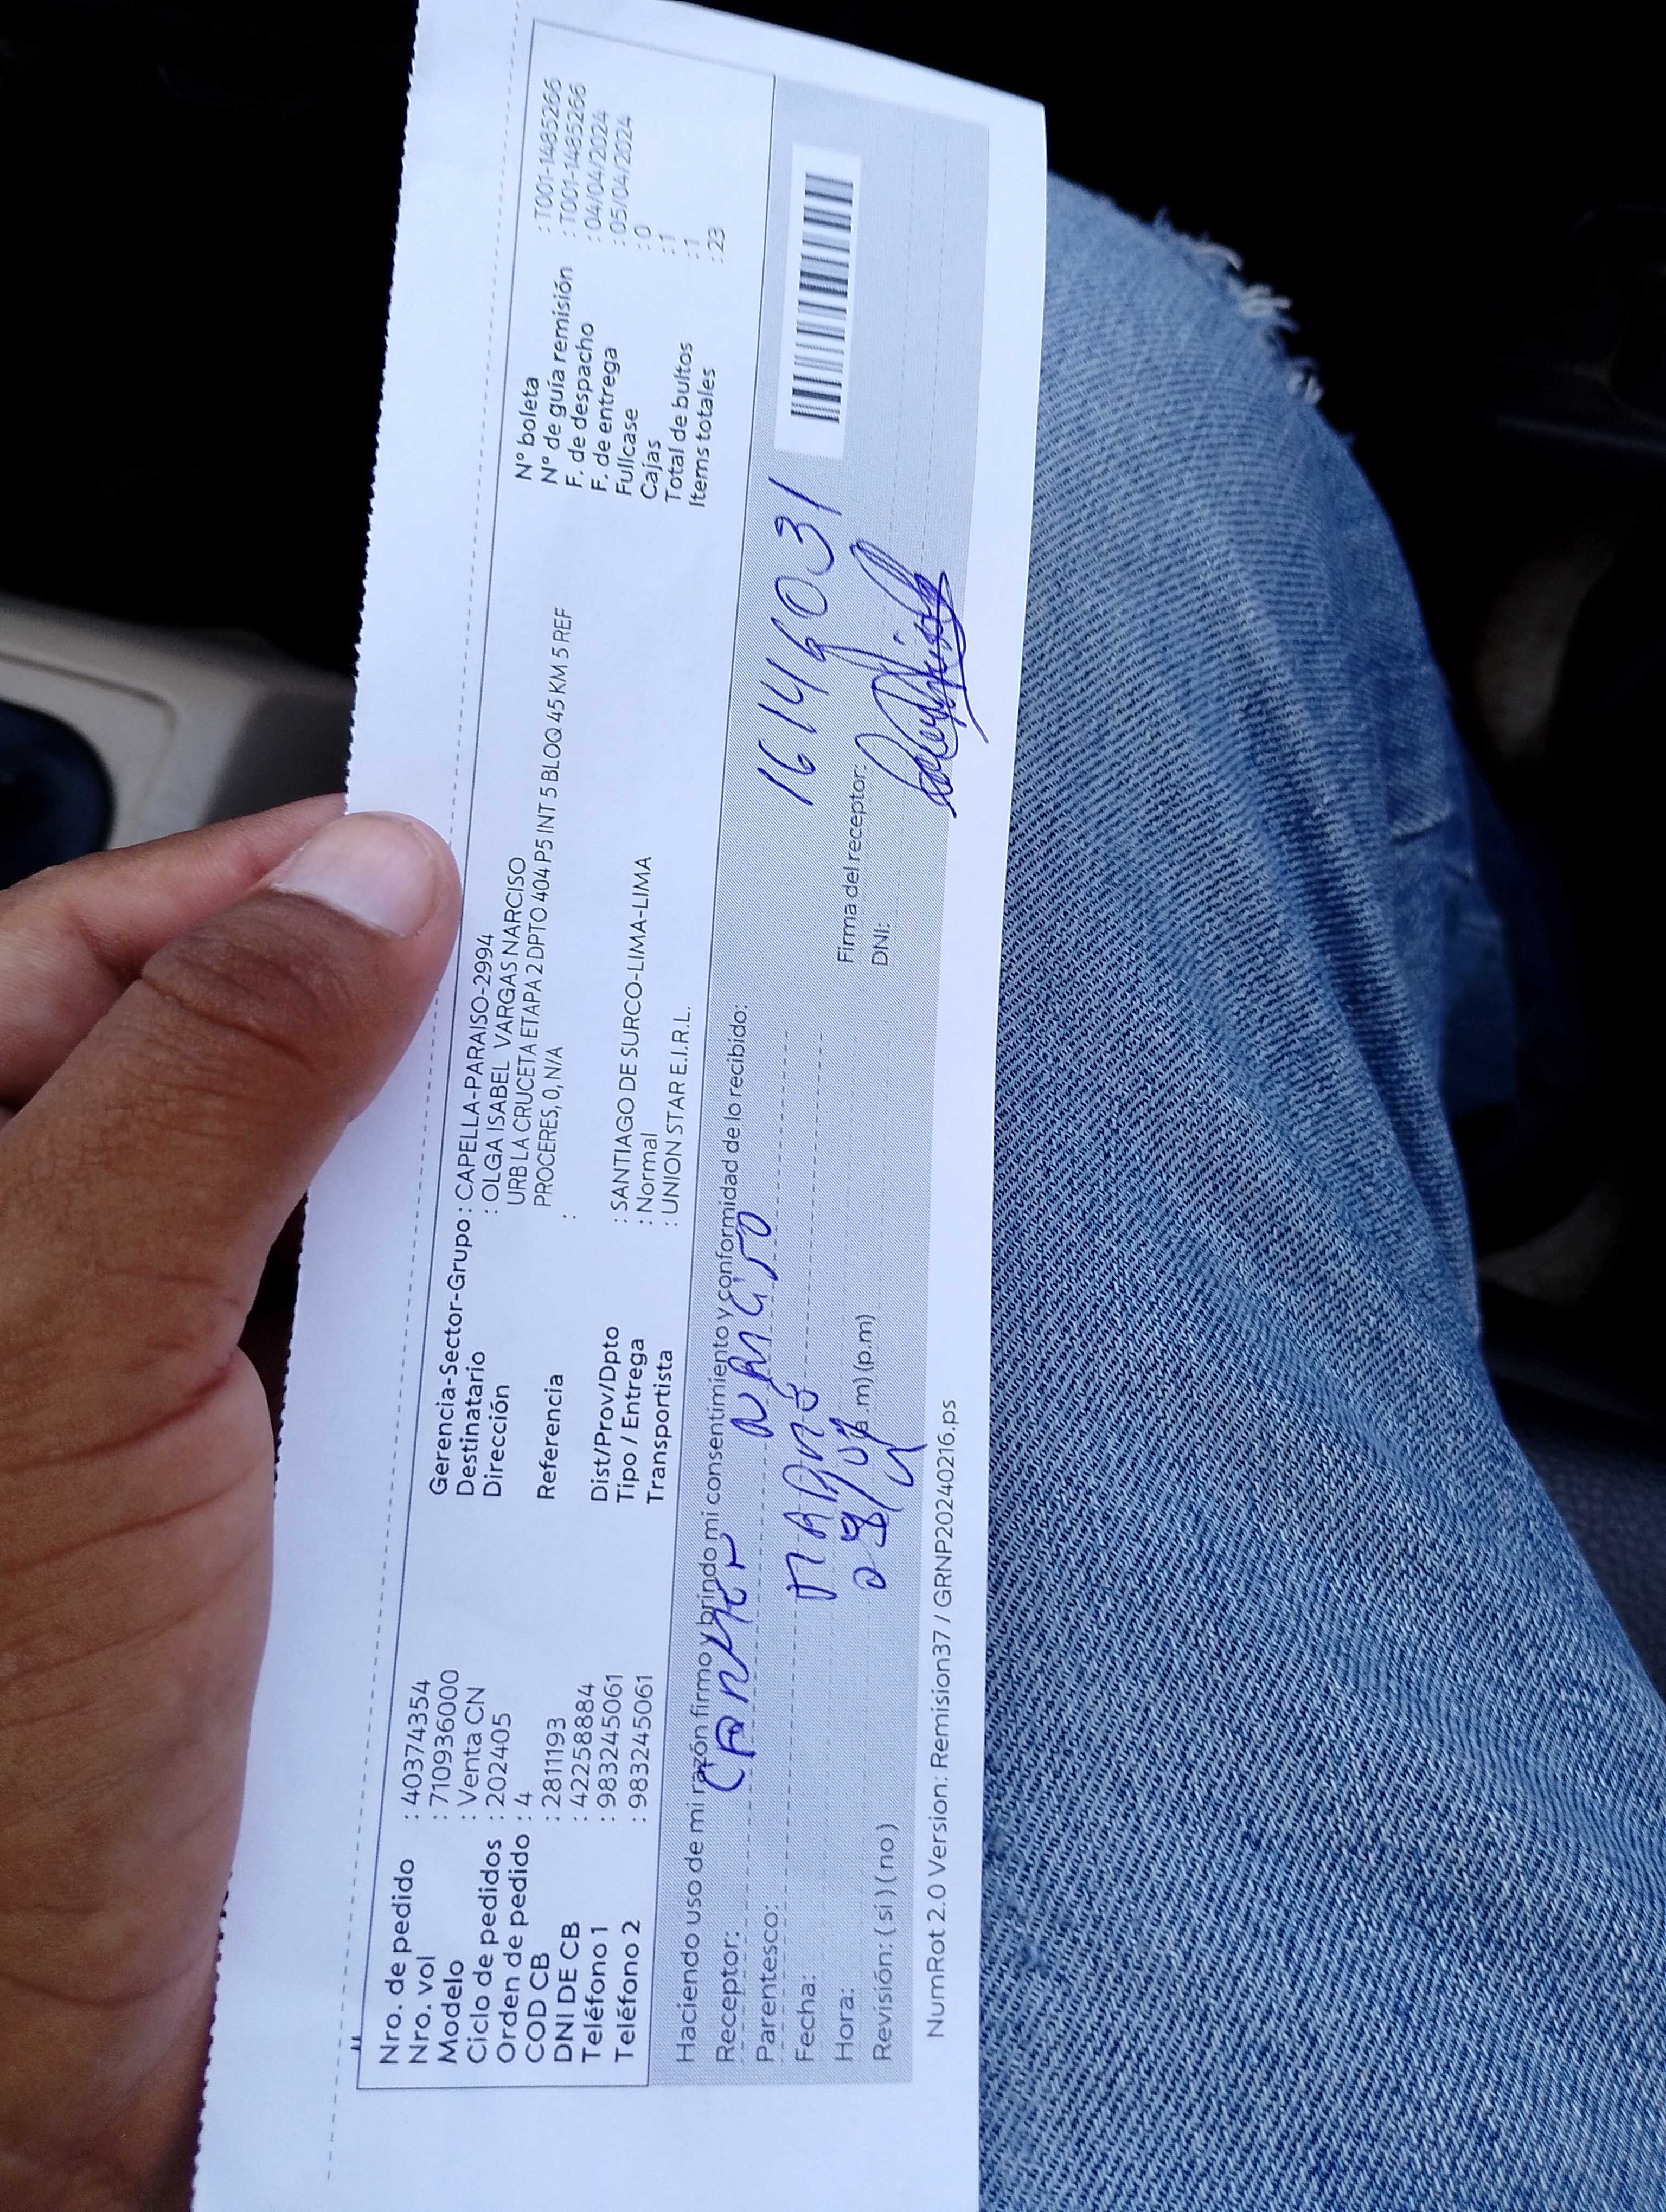 Nro. de pedido : 403743​54
Nro. vol : 710936000
Modelo : Venta CN
Ciclo de pedidos : 202405
Orden de pedido : 4
COD CB : 2811193
DNI DE CB : 42258884
Teléfono 1 : 983245061
Teléfono 2 : 983245061
Gerencia-Sector-Grupo : CAPELLA-PARAISO-2994
Destinatario : OLGA ISABEL VARGAS NARCISO
Dirección URB LA CRUCETA ETAPA 2 DPTO 404 P5 INT 5 BLOQ 45 KM 5 REF
PROCERES, 0, N/A
Referencia :
Dist/Prov/Dpto : SANTIAGO DE SURCO-LIMA-LIMA
Tipo / Entrega : Normal
Transportista : UNION STAR E.I.R.L.
N° boleta : T001-1485266
N° de guía remisión : T001-1485266
F. de despacho : 04/04/2024
F. de entrega : 05/04/2024
Fullcase : 0
Cajas : 1
Total de bultos : 1
Items totales : 23
Haciendo uso de mi razón firmo y brindo mi consentimiento y conformidad de lo recibido:
Receptor: NARCISO
Parentesco:
Fecha:
Hora: (a.m) (p.m)
Revisión: ( si ) ( no )
16146031
Firma del receptor:
DNI:
NumRot 2.0 Version: Remision37 / GRNP20240216.ps